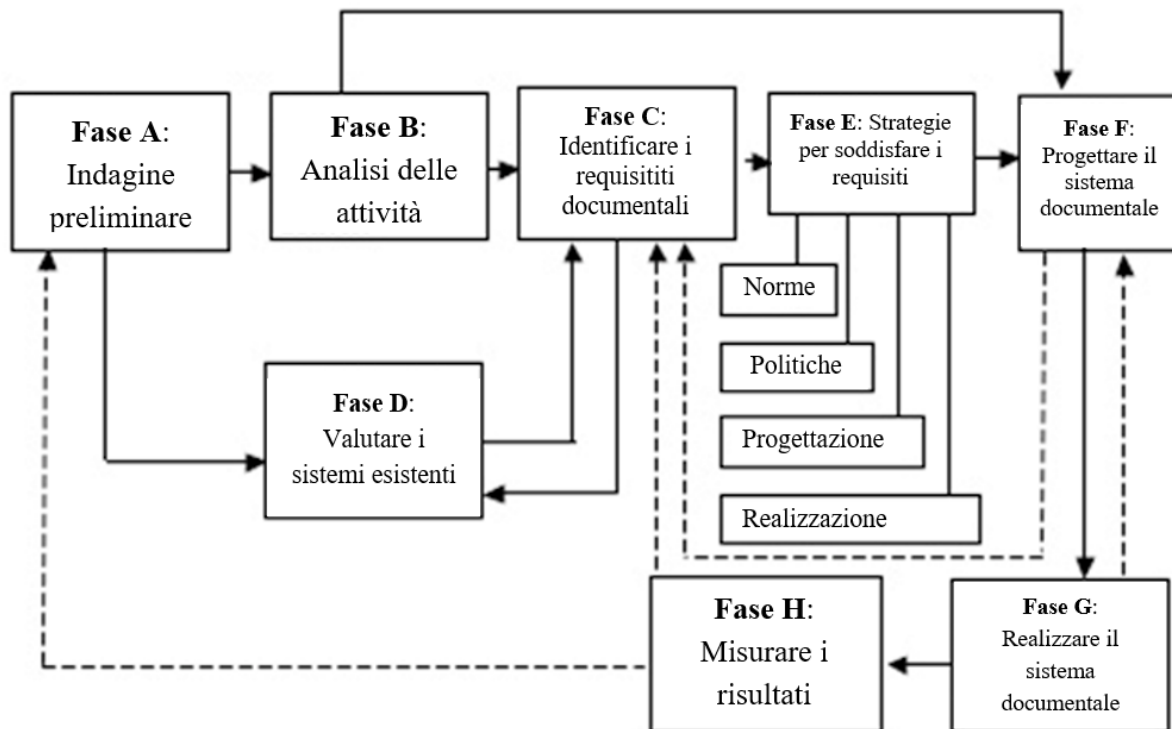 Fase A:
Indagine
preliminare
Fase B:
Analisi delle
attività
Fase C:
Identificare i
requisititi
documentali
Fase E: Strategie
per soddisfare i
requisiti
Fase F:
Progettare il
sistema
documentale
Norme
Politiche
Progettazione
Realizzazione
Fase D:
Valutare i
sistemi esistenti
Fase H:
Misurare i
risultati
Fase G:
Realizzare il
sistema
documentale